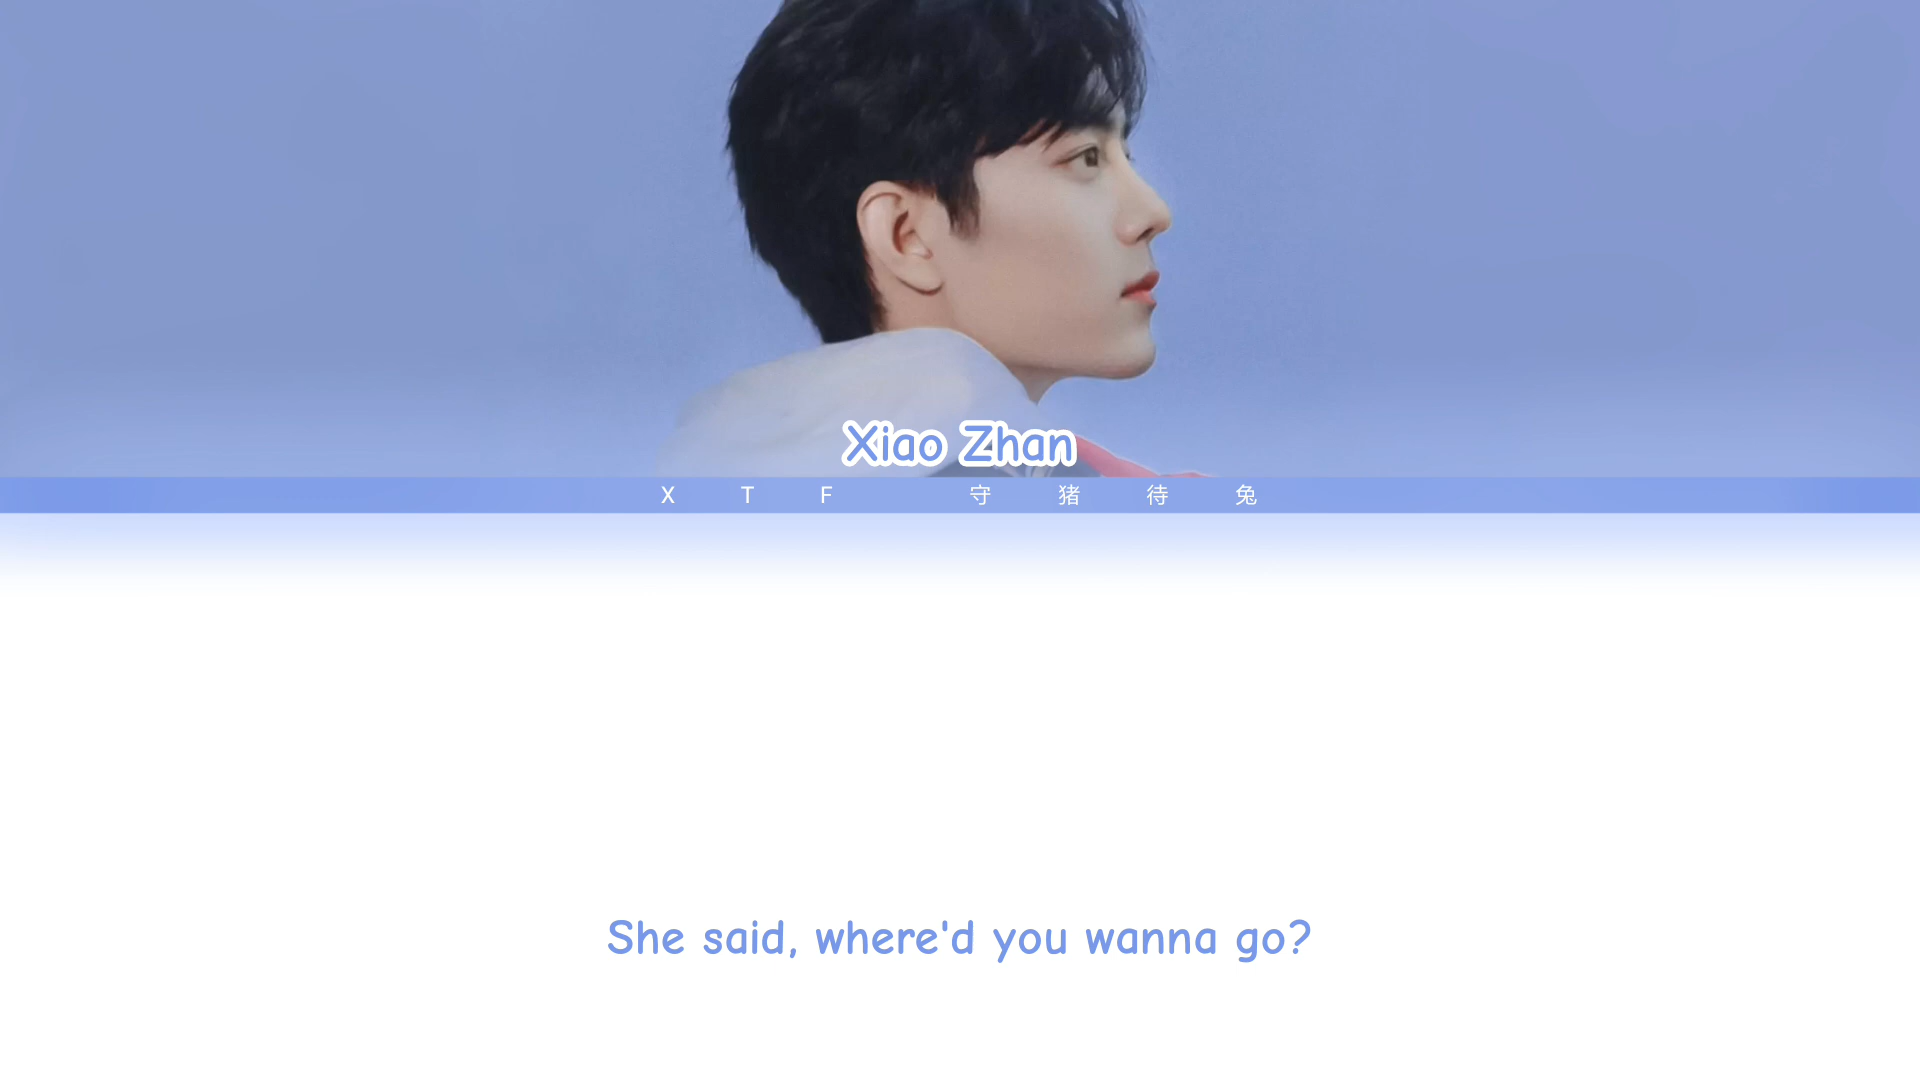 Xiao Zhan
X T F 守猪待兔
She said, where'd you wanna go?